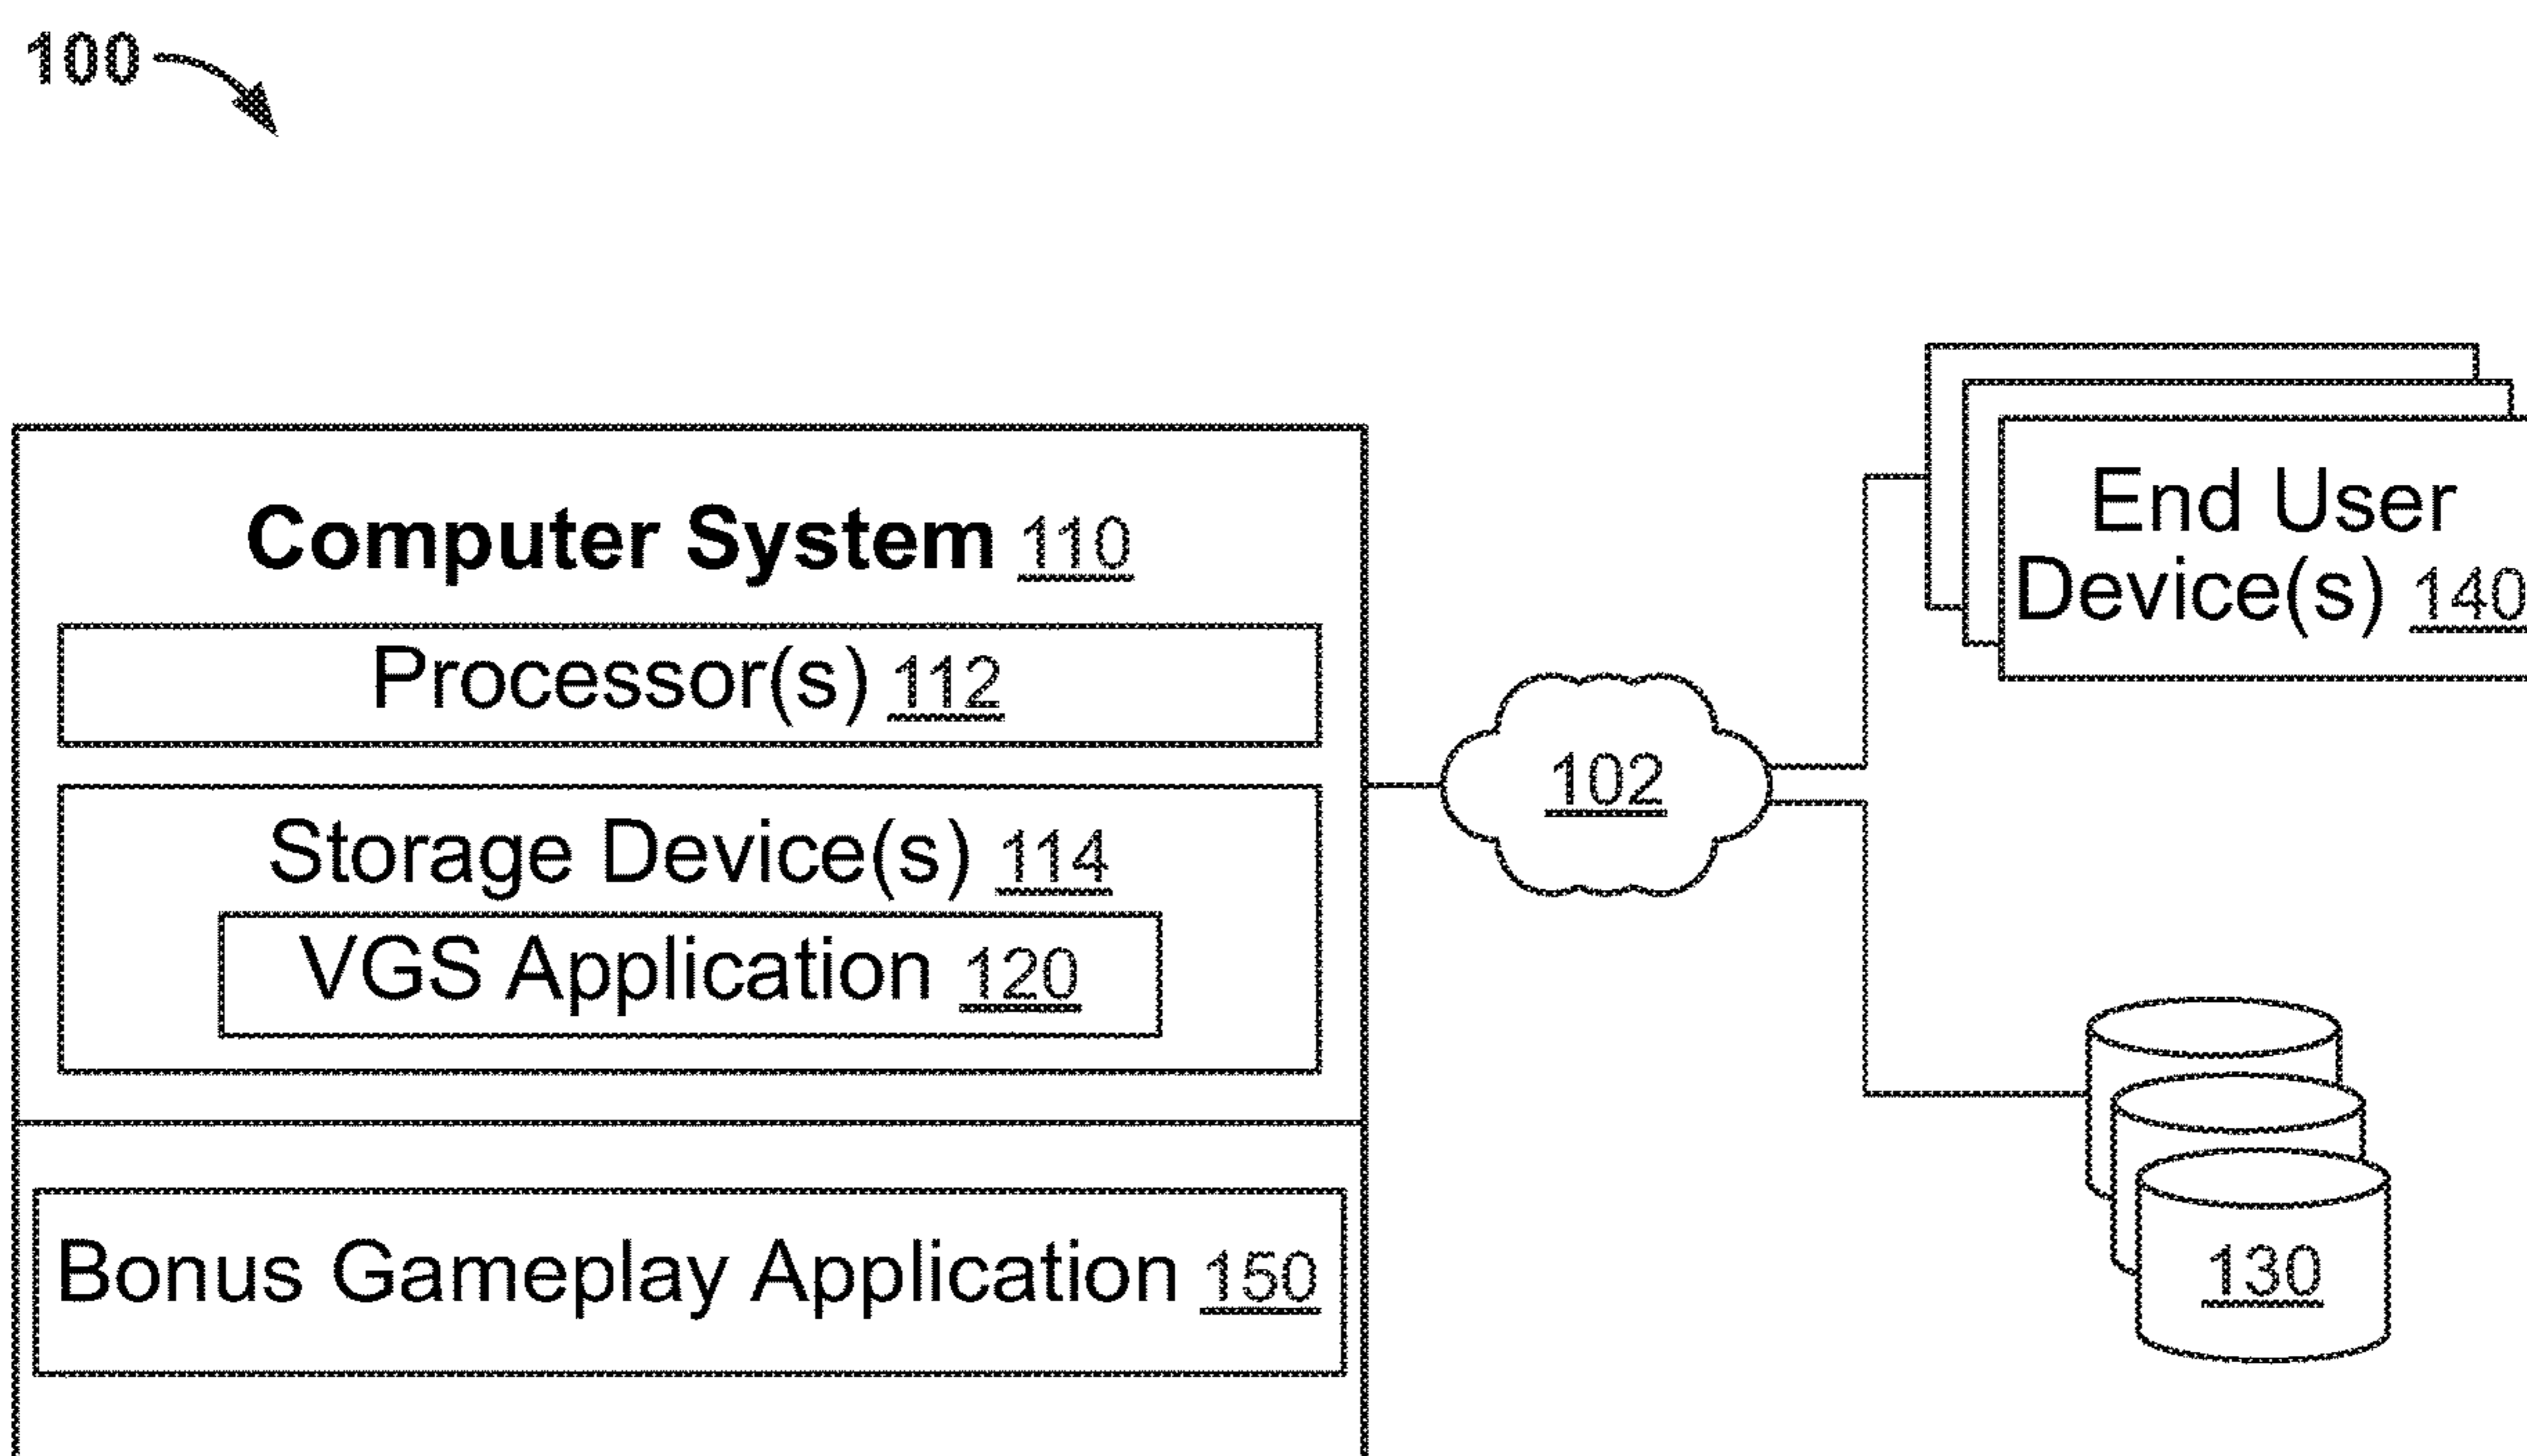 100
Computer System 110
Processor(s) 112
Storage Device(s) 114
VGS Application 120
Bonus Gameplay Application 150
102
End User
Device(s) 140
130